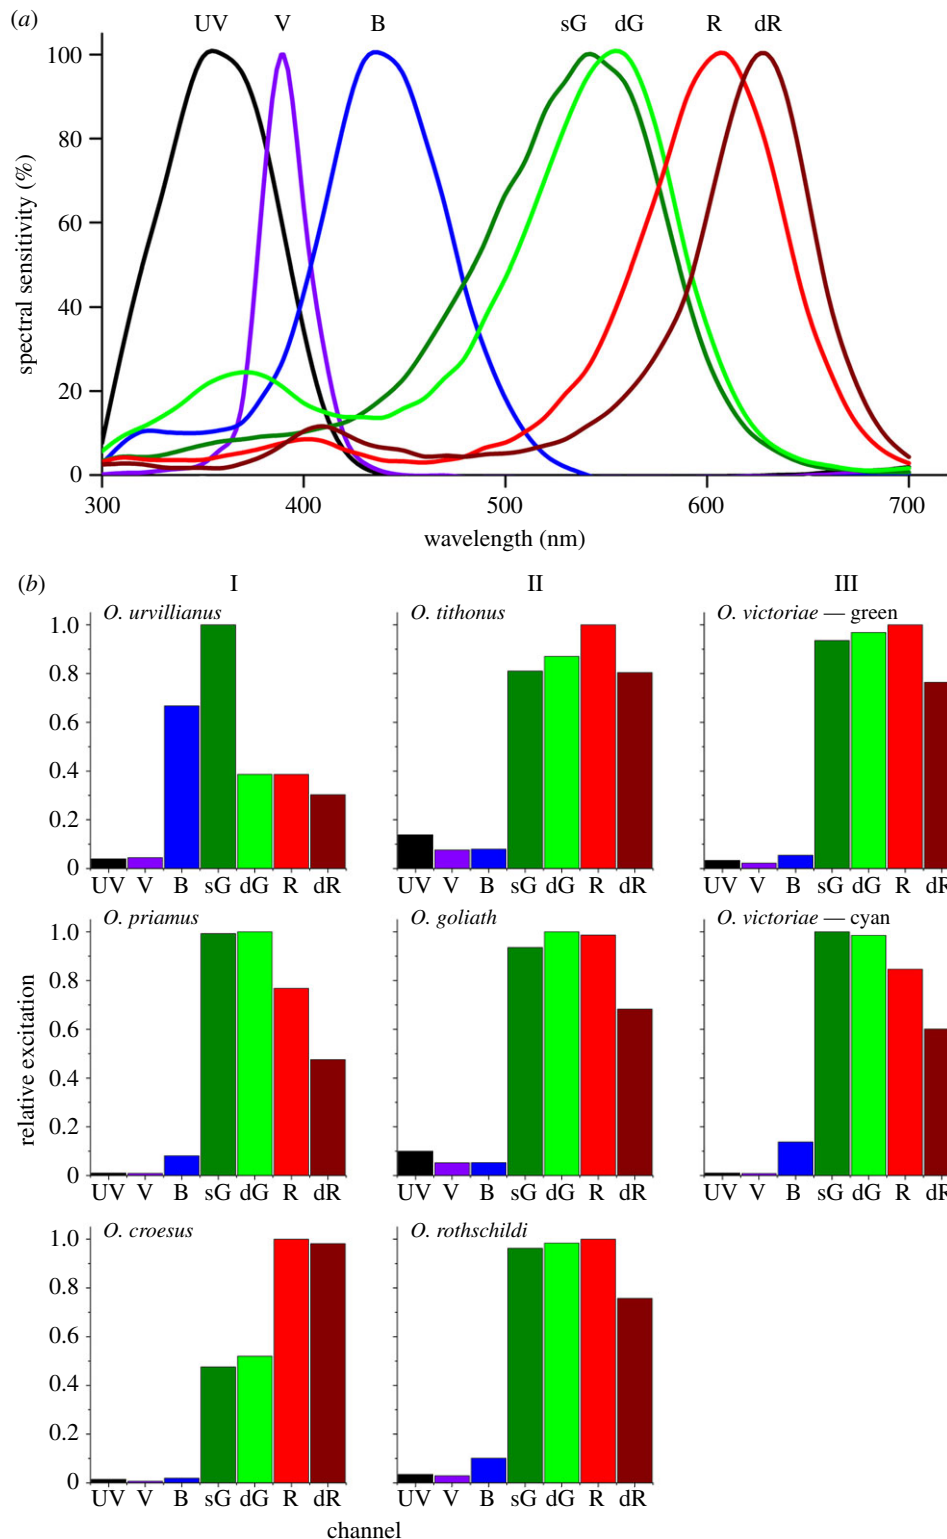 (a)
UV V B sG dG R dR
spectral sensitivity (%)
100
80
60
40
20
0
300 400 500 600 700
wavelength (nm)
(b) I II III
O. urvillianus O. tithonus O. victoriae — green
1.0
0.8
0.6
0.4
0.2
0
UV V B sG dG R dR UV V B sG dG R dR UV V B sG dG R dR
O. priamus O. goliath O. victoriae — cyan
relative excitation
1.0
0.8
0.6
0.4
0.2
0
UV V B sG dG R dR UV V B sG dG R dR UV V B sG dG R dR
O. croesus O. rothschildi
1.0
0.8
0.6
0.4
0.2
0
UV V B sG dG R dR UV V B sG dG R dR
channel